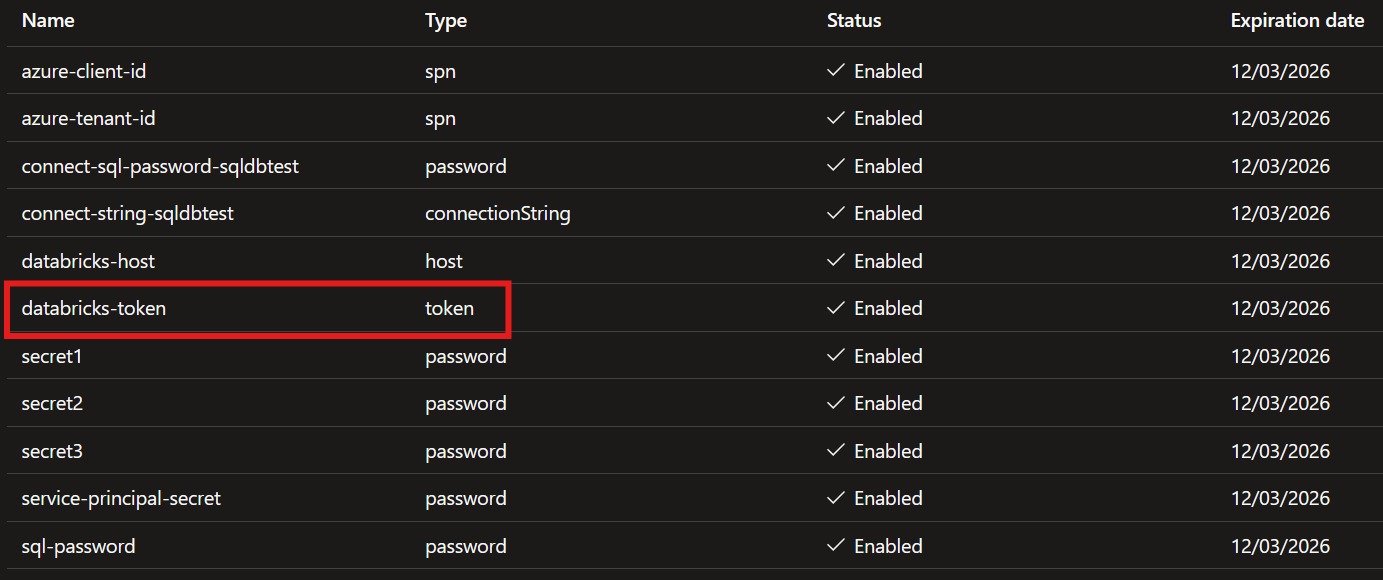 Name Type Status Expiration date
azure-client-id spn Enabled 12/03/2026
azure-tenant-id spn Enabled 12/03/2026
connect-sql-password-sqldbtest password Enabled 12/03/2026
connect-string-sqldbtest connectionString Enabled 12/03/2026
databricks-host host Enabled 12/03/2026
databricks-token token Enabled 12/03/2026
secret1 password Enabled 12/03/2026
secret2 password Enabled 12/03/2026
secret3 password Enabled 12/03/2026
service-principal-secret password Enabled 12/03/2026
sql-password password Enabled 12/03/2026